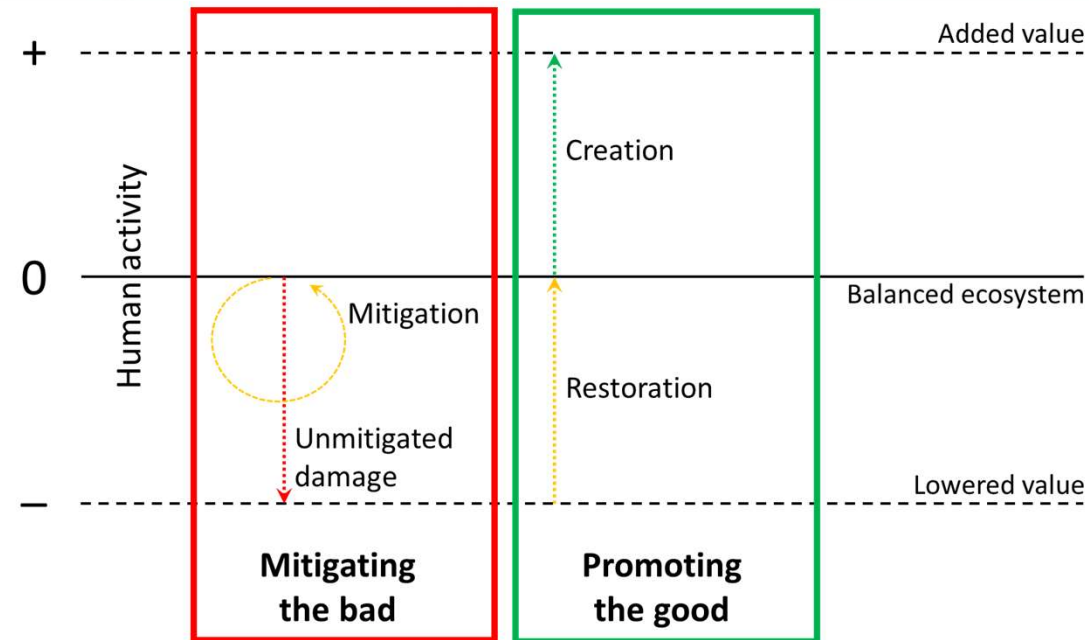 +
Added value
Creation
Human activity
0
Balanced ecosystem
Mitigation
Restoration
Unmitigated
damage
–
Lowered value
Mitigating
the bad
Promoting
the good